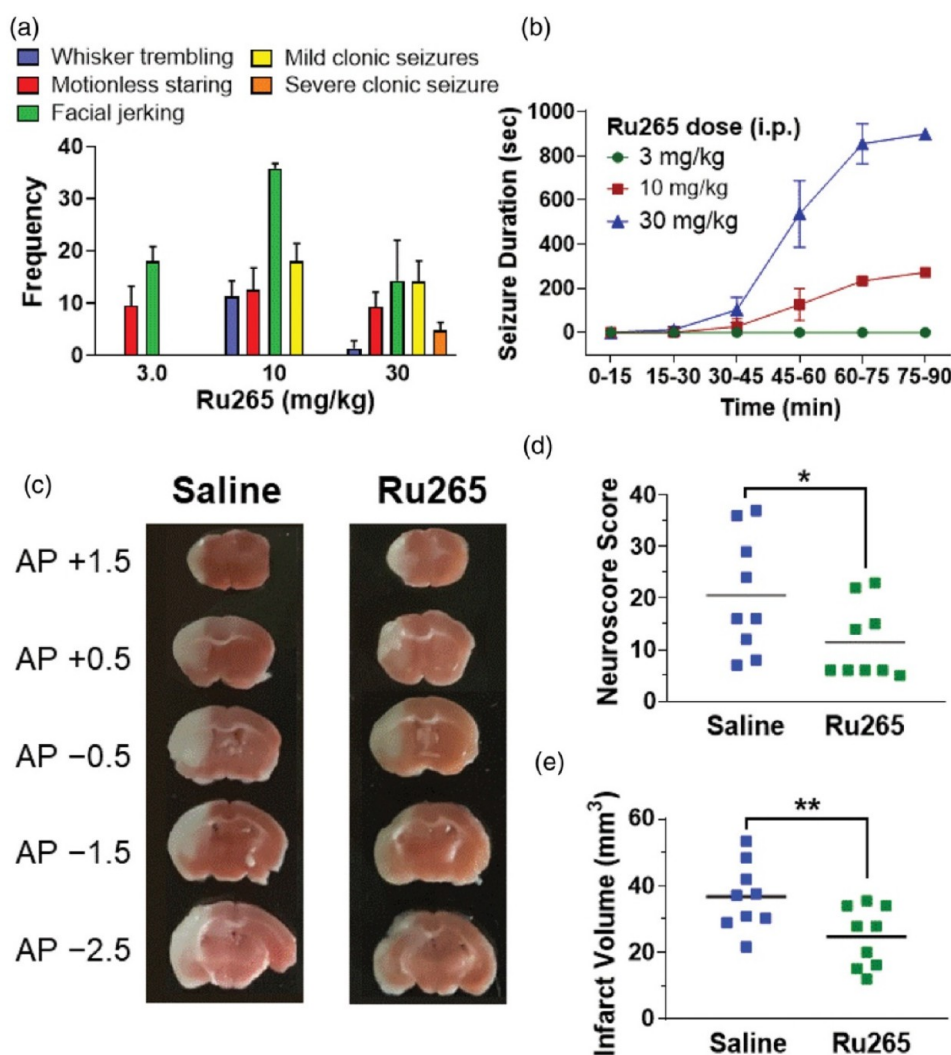 (a)
Whisker trembling
Mild clonic seizures
Motionless staring
Severe clonic seizure
Facial jerking
Frequency
40
30
20
10
0
3.0
10
30
Ru265 (mg/kg)
(b)
Seizure Duration (sec)
1000
800
600
400
200
0
Ru265 dose (i.p.)
3 mg/kg
10 mg/kg
30 mg/kg
0-15
15-30
30-45
45-60
60-75
75-90
Time (min)
(c)
Saline
Ru265
AP +1.5
AP +0.5
AP −0.5
AP −1.5
AP −2.5
(d)
Neuroscore Score
40
30
20
10
0
*
Saline
Ru265
(e)
Infarct Volume (mm³)
60
40
20
0
**
Saline
Ru265